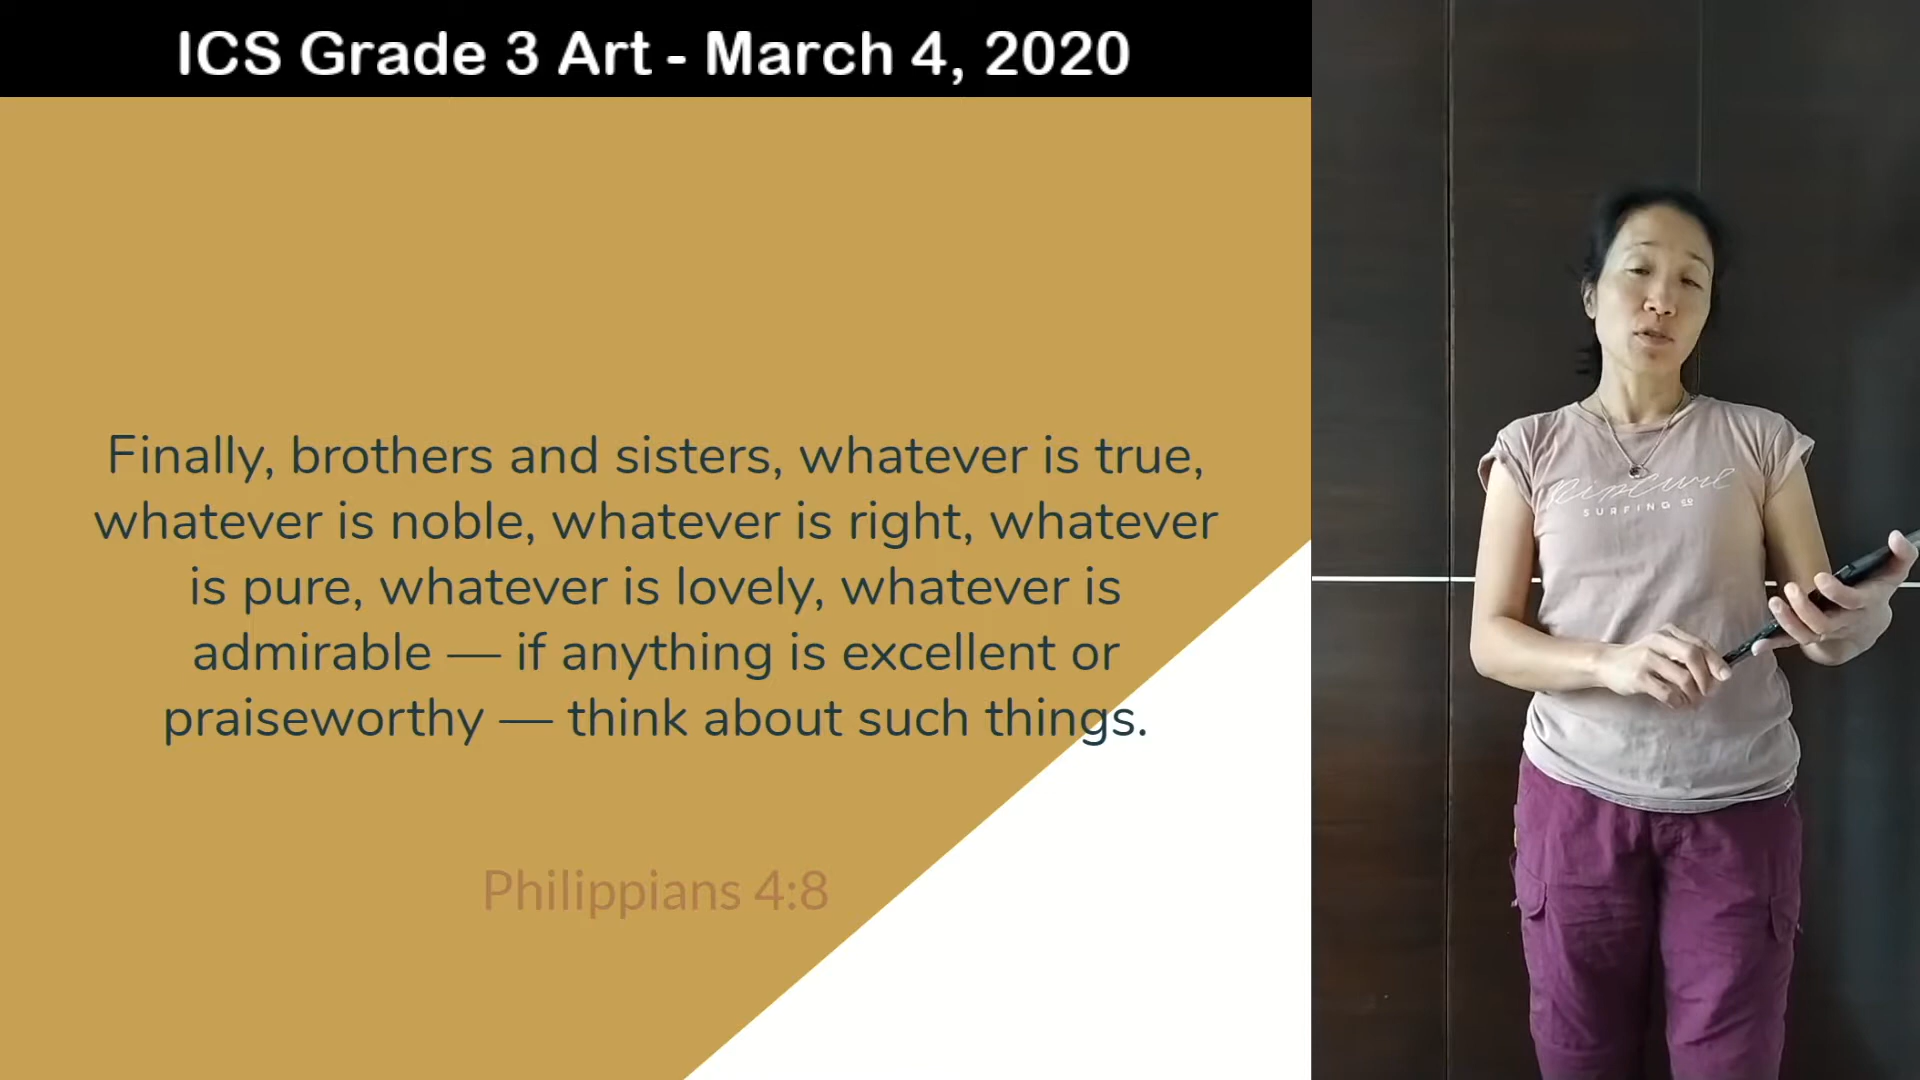 ICS Grade 3 Art - March 4, 2020
Finally, brothers and sisters, whatever is true,
whatever is noble, whatever is right, whatever
is pure, whatever is lovely, whatever is
admirable — if anything is excellent or
praiseworthy — think about such things.
Philippians 4:8
Rip Curl
SURFING CO